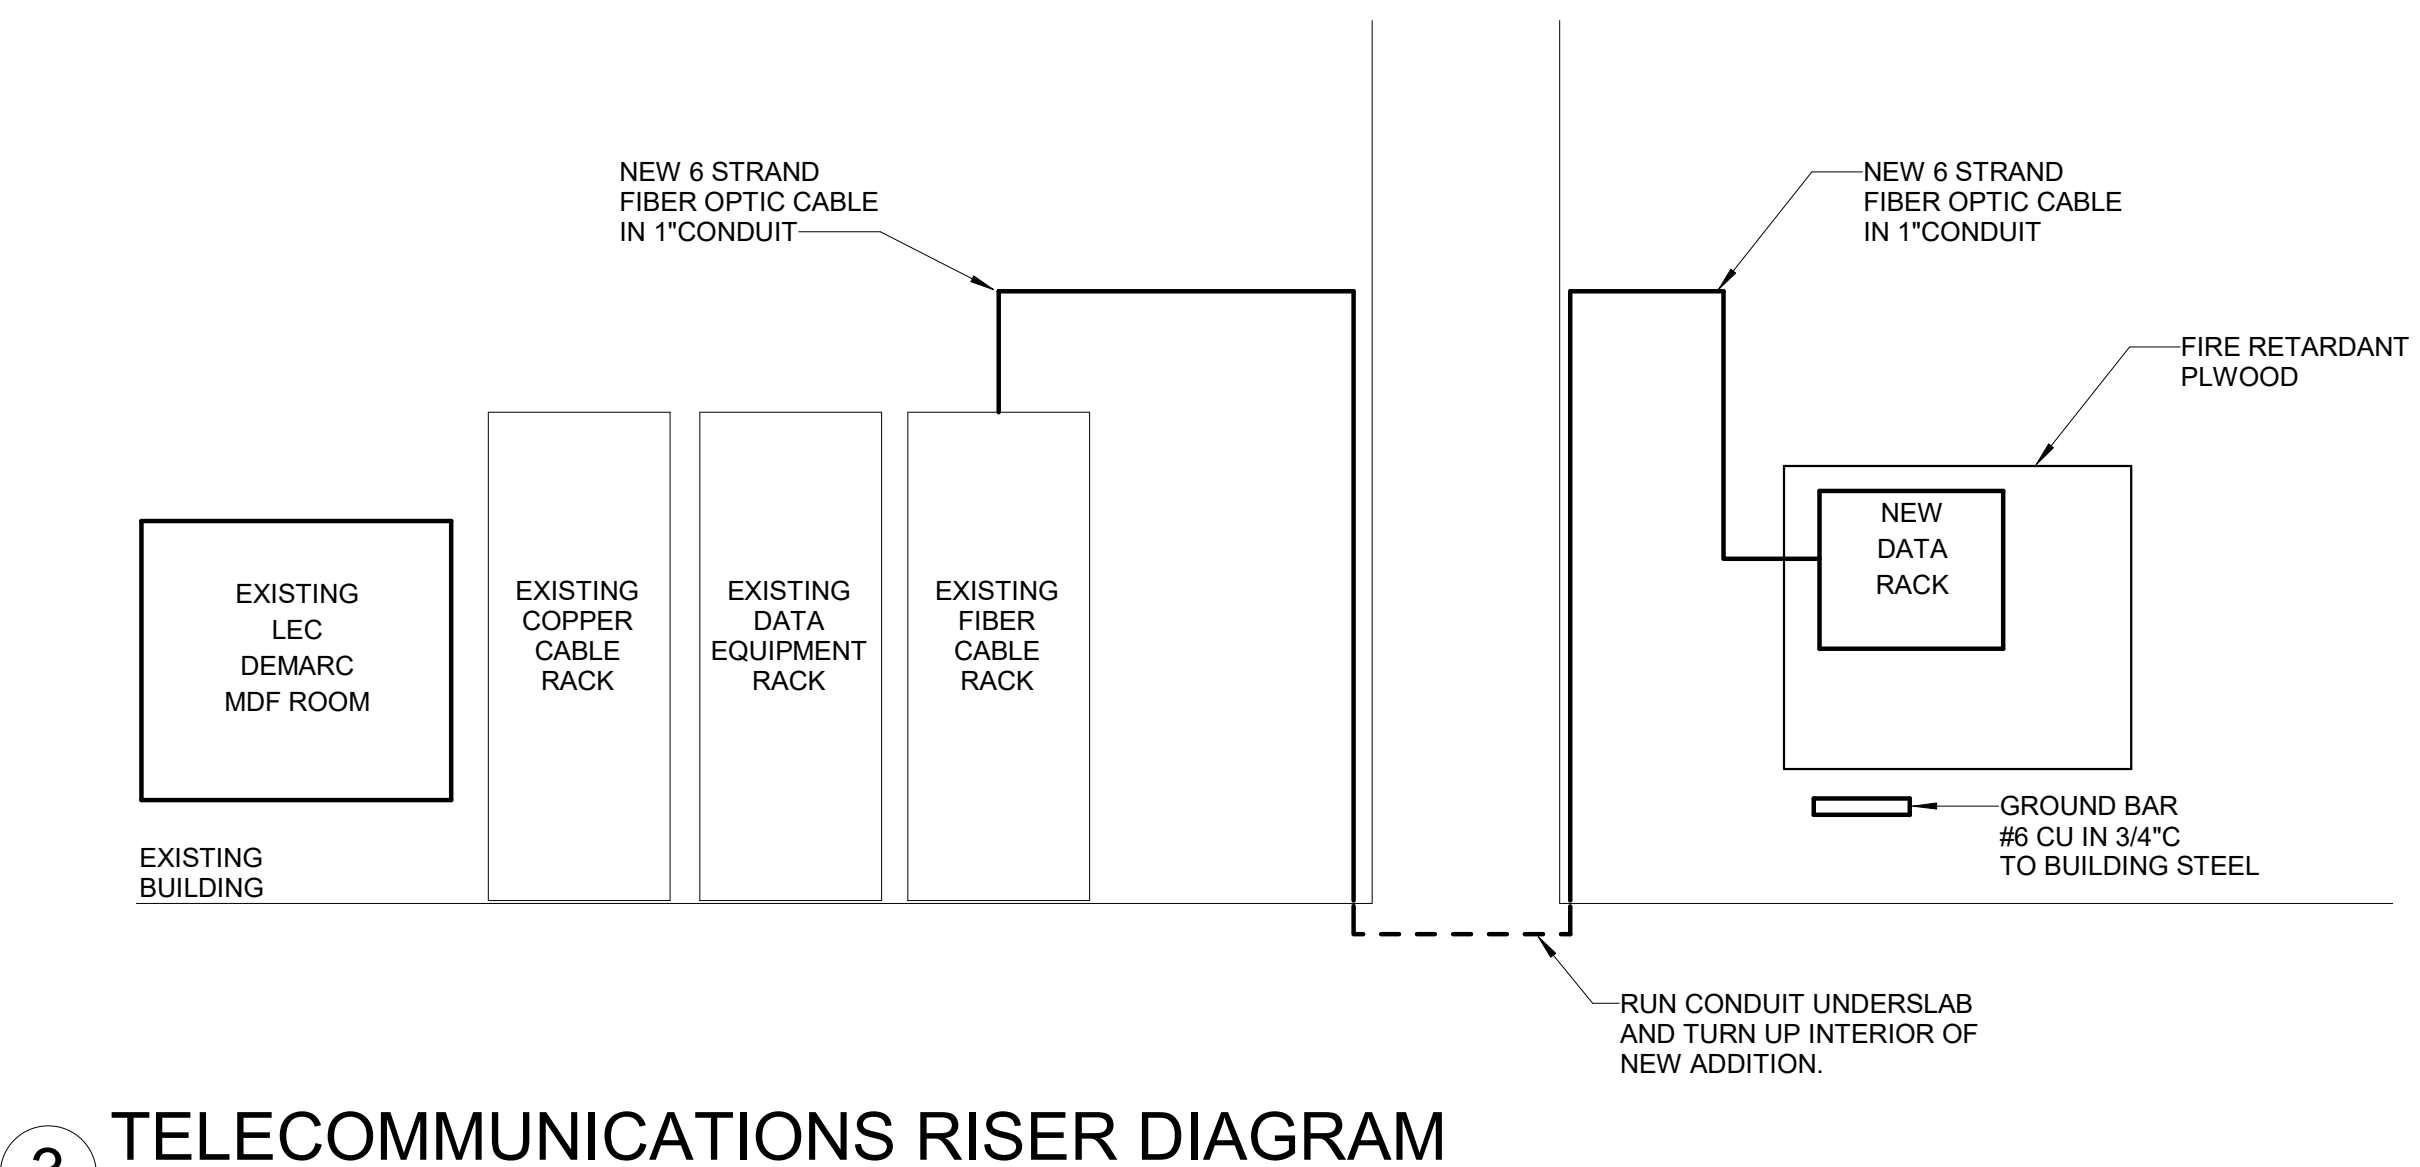 NEW 6 STRAND
FIBER OPTIC CABLE
IN 1"CONDUIT
NEW 6 STRAND
FIBER OPTIC CABLE
IN 1"CONDUIT
FIRE RETARDANT
PLWOOD
EXISTING
LEC
DEMARC
MDF ROOM
EXISTING
COPPER
CABLE
RACK
EXISTING
DATA
EQUIPMENT
RACK
EXISTING
FIBER
CABLE
RACK
NEW
DATA
RACK
GROUND BAR
#6 CU IN 3/4"C
TO BUILDING STEEL
EXISTING
BUILDING
RUN CONDUIT UNDERSLAB
AND TURN UP INTERIOR OF
NEW ADDITION.
TELECOMMUNICATIONS RISER DIAGRAM